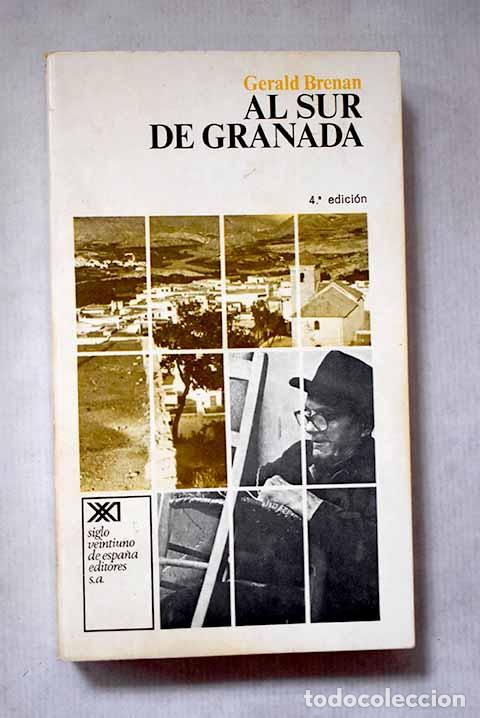 Gerald Brenan
AL SUR
DE GRANADA
4.ª edición
siglo
veintiuno
de españa
editores
s.a.
todocoleccion